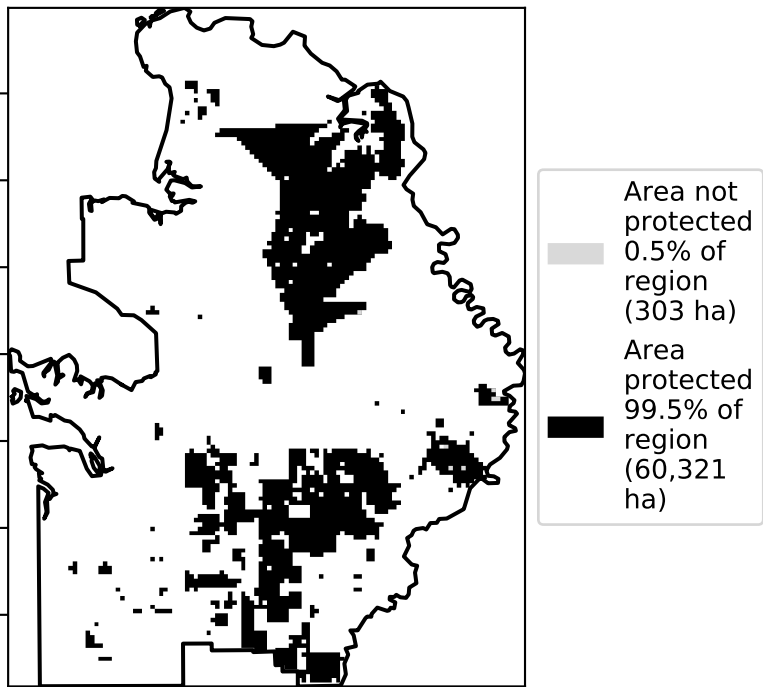 Area not
protected
0.5% of
region
(303 ha)
Area
protected
99.5% of
region
(60,321
ha)